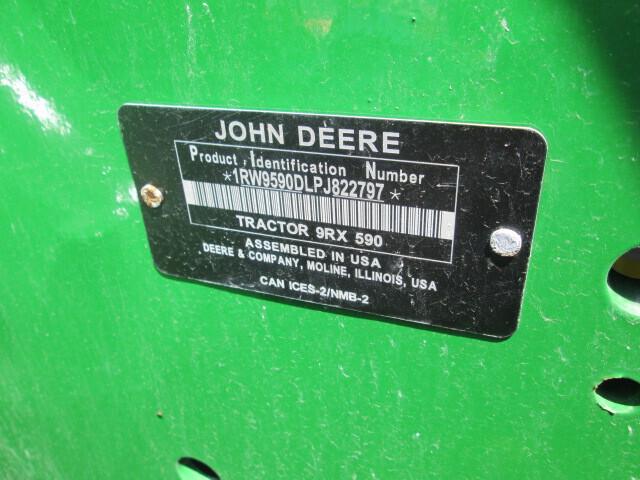 JOHN DEERE
Product Identification Number
*1RW9590DLPJ822797*
TRACTOR 9RX 590
ASSEMBLED IN USA
DEERE & COMPANY, MOLINE, ILLINOIS, USA
CAN ICES-2/NMB-2